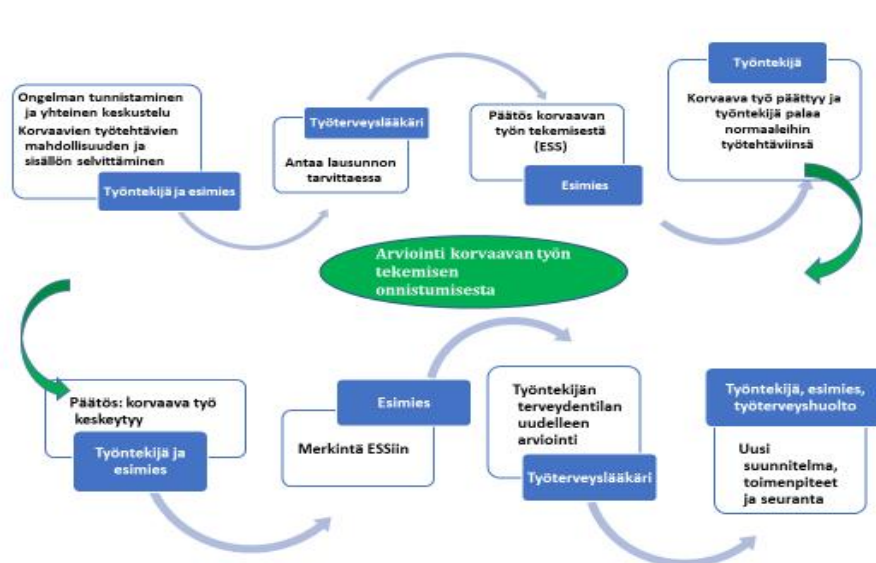 Ongelman tunnistaminen
ja yhteinen keskustelu
Korvaavien työtehtävien
mahdollisuuden ja
sisällön selvittäminen
Työntekijä ja esimies
Työterveyslääkäri
Antaa lausunnon
tarvittaessa
Päätös korvaavan
työn tekemisestä
(ESS)
Esimies
Työntekijä
Korvaava työ päättyy ja
työntekijä palaa
normaaleihin
työtehtäviinsä
Arviointi korvaavan työn
tekemisen
onnistumisesta
Päätös: korvaava työ
keskeytyy
Työntekijä ja
esimies
Esimies
Merkintä ESSiin
Työntekijän
terveydentilan
uudelleen
arviointi
Työterveyslääkäri
Työntekijä, esimies,
työterveyshuolto
Uusi
suunnitelma,
toimenpiteet
ja seuranta